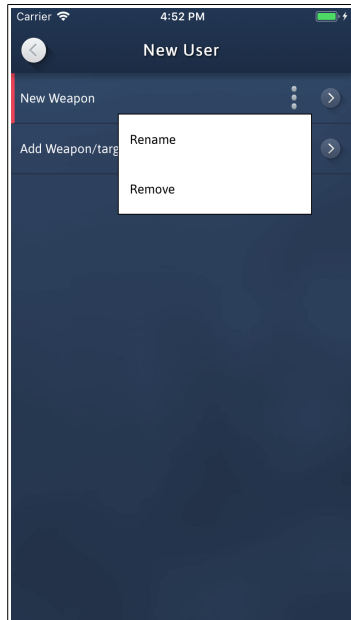 Carrier 4:52 PM
New User
New Weapon
Rename
Add Weapon/targ
Remove